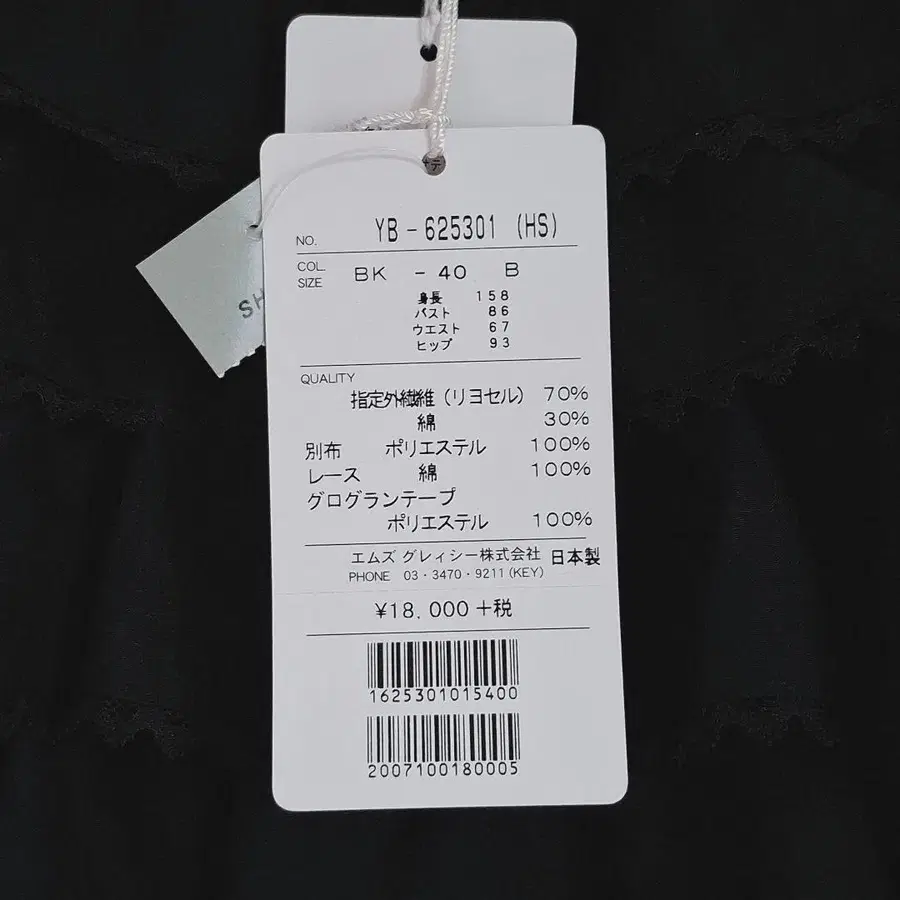 NO. YB-625301 (HS)
COL.
SIZE BK -40 B
身長 158
バスト 86
ウエスト 67
ヒップ 93
QUALITY
指定外繊維(リヨセル) 70%
綿 30%
別布 ポリエステル 100%
レース 綿 100%
グログランテープ
ポリエステル 100%
エムズ グレィシー株式会社 日本製
PHONE 03・3470・9211(KEY)
¥18,000+税
1625301015400
2007100180005
SH